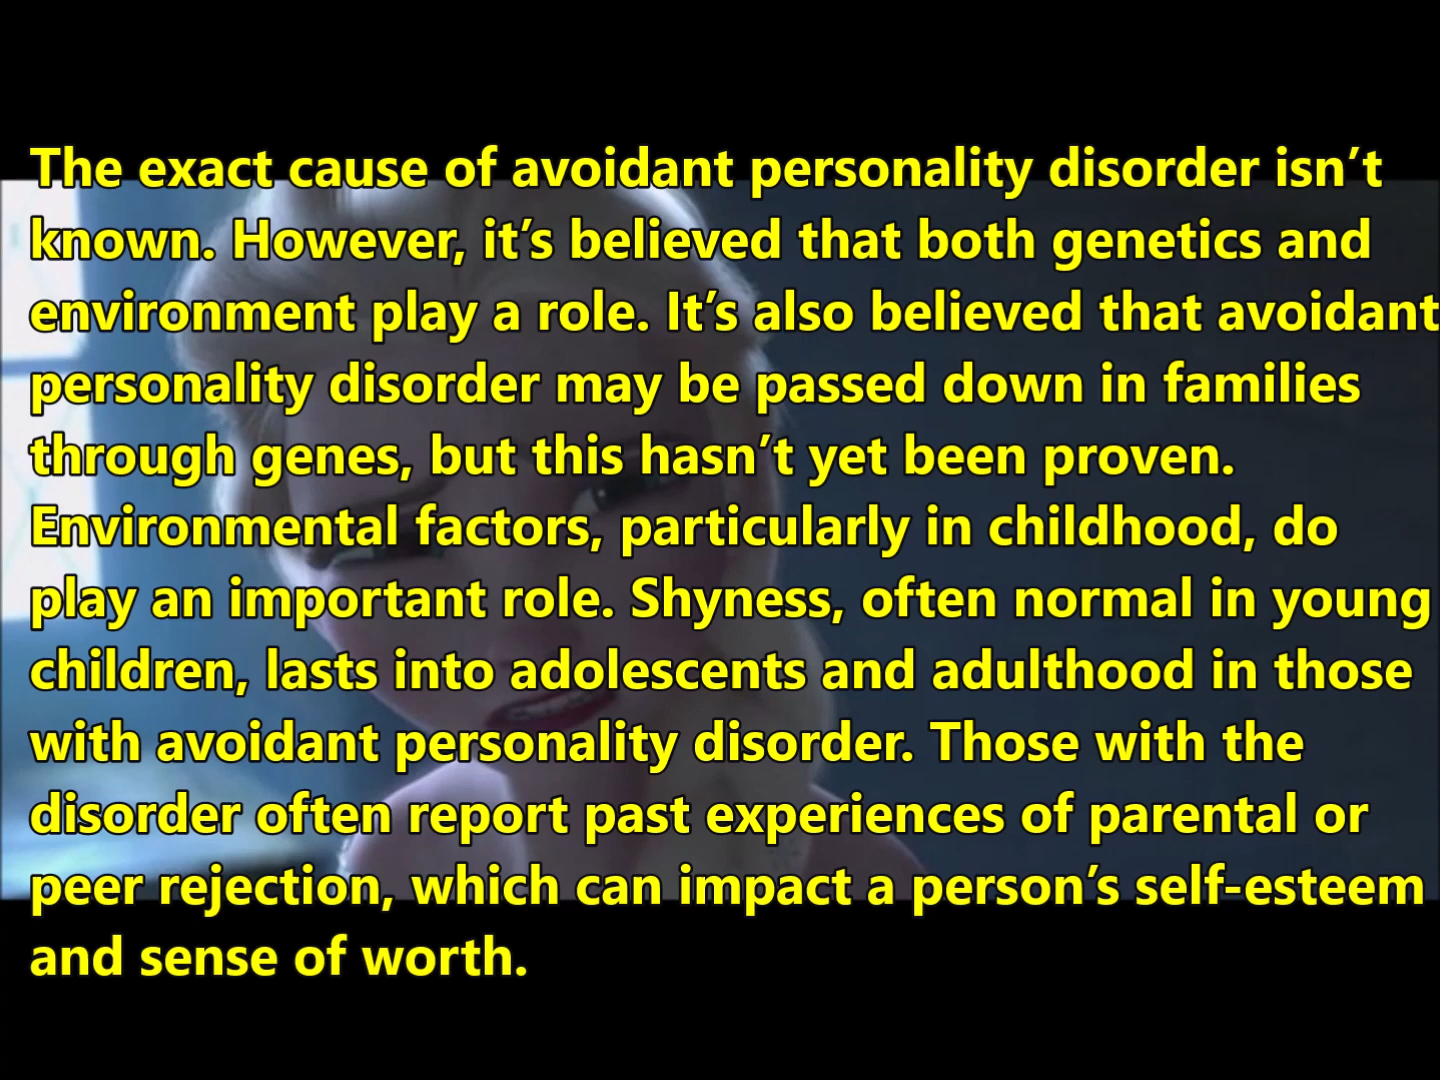 The exact cause of avoidant personality disorder isn’t
known. However, it’s believed that both genetics and
environment play a role. It’s also believed that avoidant
personality disorder may be passed down in families
through genes, but this hasn’t yet been proven.
Environmental factors, particularly in childhood, do
play an important role. Shyness, often normal in young
children, lasts into adolescents and adulthood in those
with avoidant personality disorder. Those with the
disorder often report past experiences of parental or
peer rejection, which can impact a person’s self-esteem
and sense of worth.